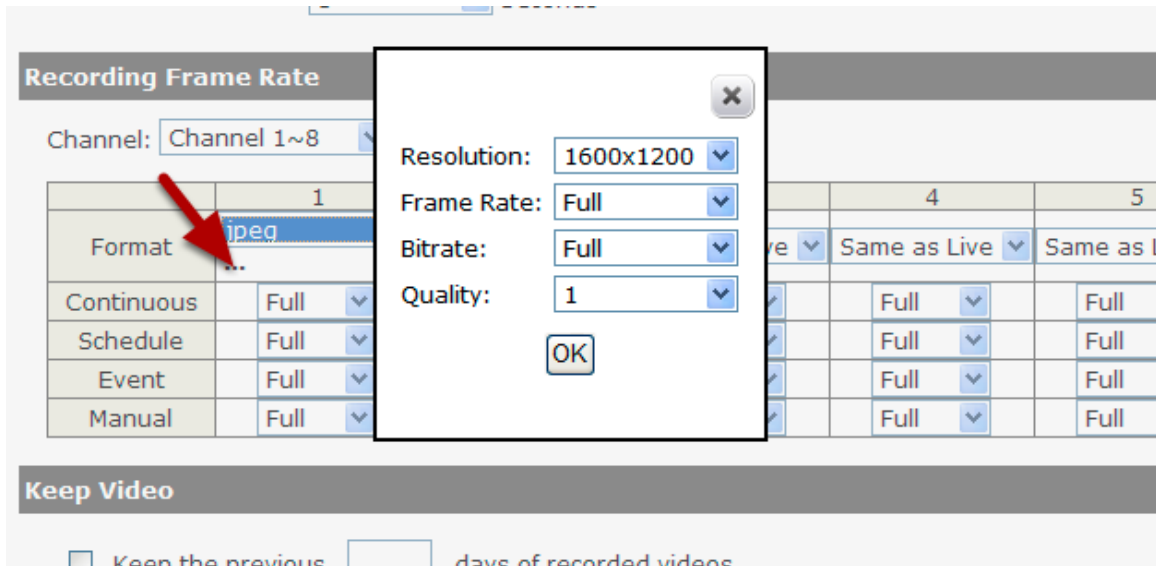 Recording Frame Rate
Channel: Channel 1~8
1 4 5
Format jpeg
... ve Same as Live Same as L
Continuous Full Full Full
Schedule Full Full Full
Event Full Full Full
Manual Full Full Full
Resolution: 1600x1200
Frame Rate: Full
Bitrate: Full
Quality: 1
OK
Keep Video
Keep the previous days of recorded videos